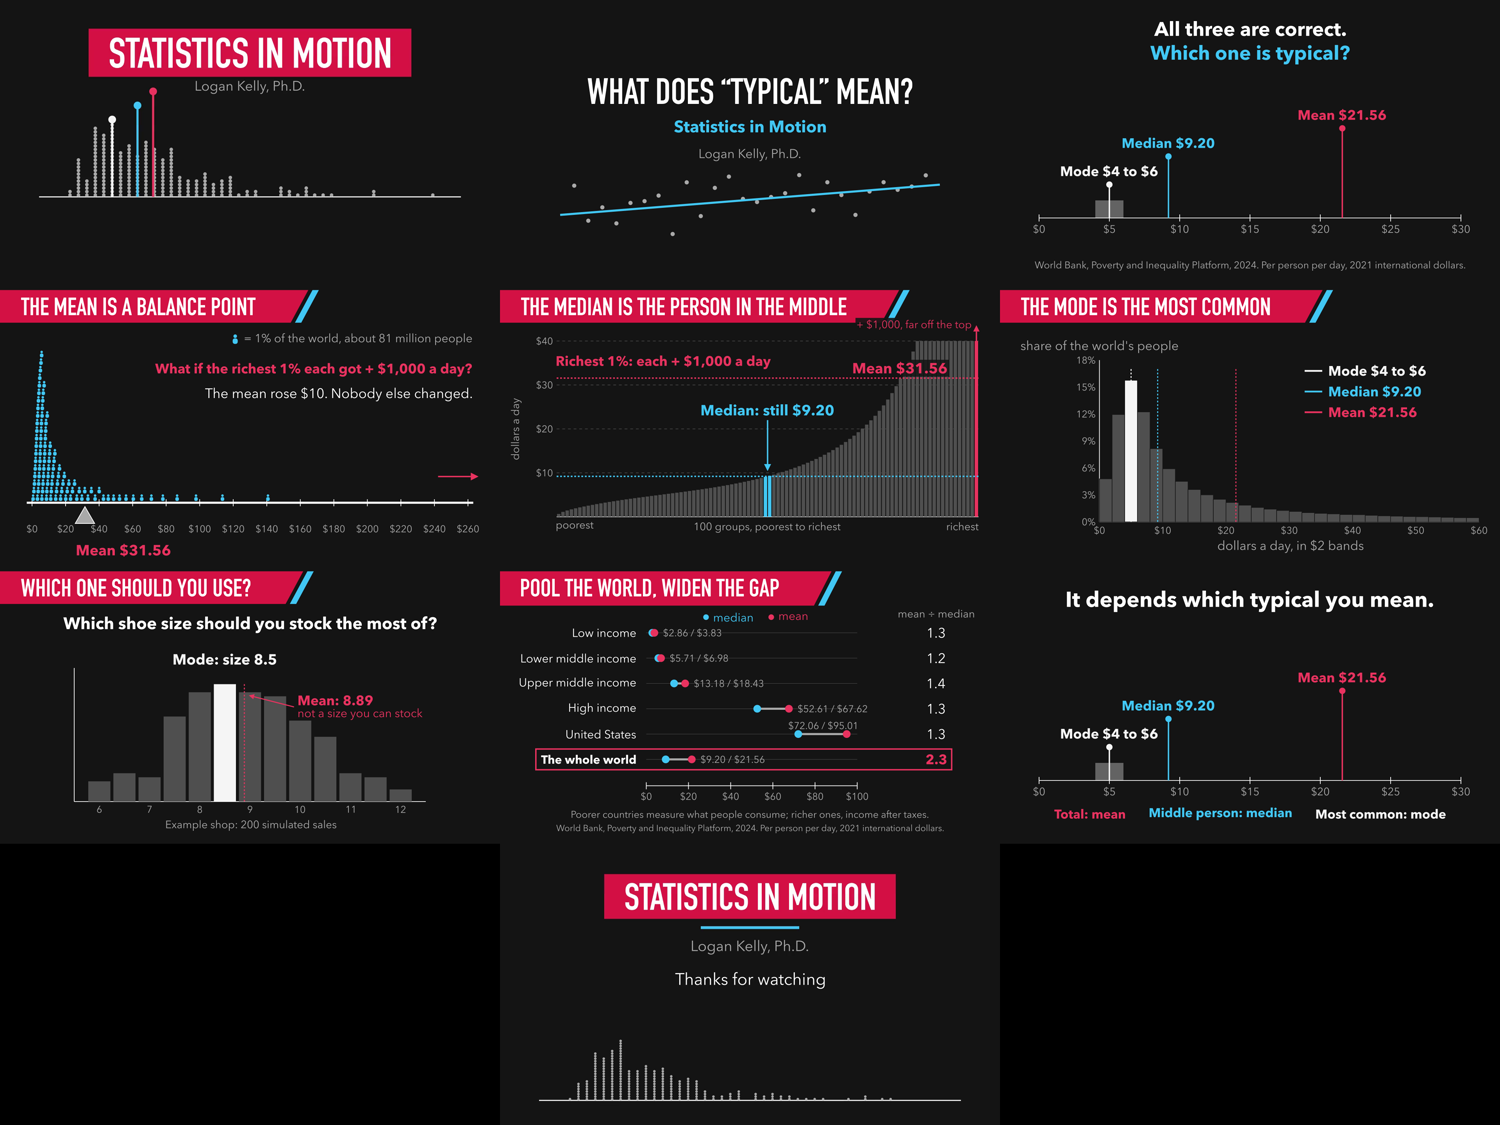 STATISTICS IN MOTION
Logan Kelly, Ph.D.
WHAT DOES “TYPICAL” MEAN?
Statistics in Motion
Logan Kelly, Ph.D.
All three are correct.
Which one is typical?
Mean $21.56
Median $9.20
Mode $4 to $6
$0 $5 $10 $15 $20 $25 $30
World Bank, Poverty and Inequality Platform, 2024. Per person per day, 2021 international dollars.
THE MEAN IS A BALANCE POINT
= 1% of the world, about 81 million people
What if the richest 1% each got + $1,000 a day?
The mean rose $10. Nobody else changed.
$0 $20 $40 $60 $80 $100 $120 $140 $160 $180 $200 $220 $240 $260
Mean $31.56
THE MEDIAN IS THE PERSON IN THE MIDDLE
+ $1,000, far off the top
$40
Richest 1%: each + $1,000 a day
Mean $31.56
$30
Median: still $9.20
$20
$10
dollars a day
poorest 100 groups, poorest to richest richest
THE MODE IS THE MOST COMMON
share of the world's people
18%
15%
12%
9%
6%
3%
0%
Mode $4 to $6
Median $9.20
Mean $21.56
$0 $10 $20 $30 $40 $50 $60
dollars a day, in $2 bands
WHICH ONE SHOULD YOU USE?
Which shoe size should you stock the most of?
Mode: size 8.5
Mean: 8.89
not a size you can stock
6 7 8 9 10 11 12
Example shop: 200 simulated sales
POOL THE WORLD, WIDEN THE GAP
median mean mean ÷ median
Low income $2.86 / $3.83 1.3
Lower middle income $5.71 / $6.98 1.2
Upper middle income $13.18 / $18.43 1.4
High income $52.61 / $67.62 1.3
United States $72.06 / $95.01 1.3
The whole world $9.20 / $21.56 2.3
$0 $20 $40 $60 $80 $100
Poorer countries measure what people consume; richer ones, income after taxes.
World Bank, Poverty and Inequality Platform, 2024. Per person per day, 2021 international dollars.
It depends which typical you mean.
Mean $21.56
Median $9.20
Mode $4 to $6
$0 $5 $10 $15 $20 $25 $30
Total: mean Middle person: median Most common: mode
STATISTICS IN MOTION
Logan Kelly, Ph.D.
Thanks for watching